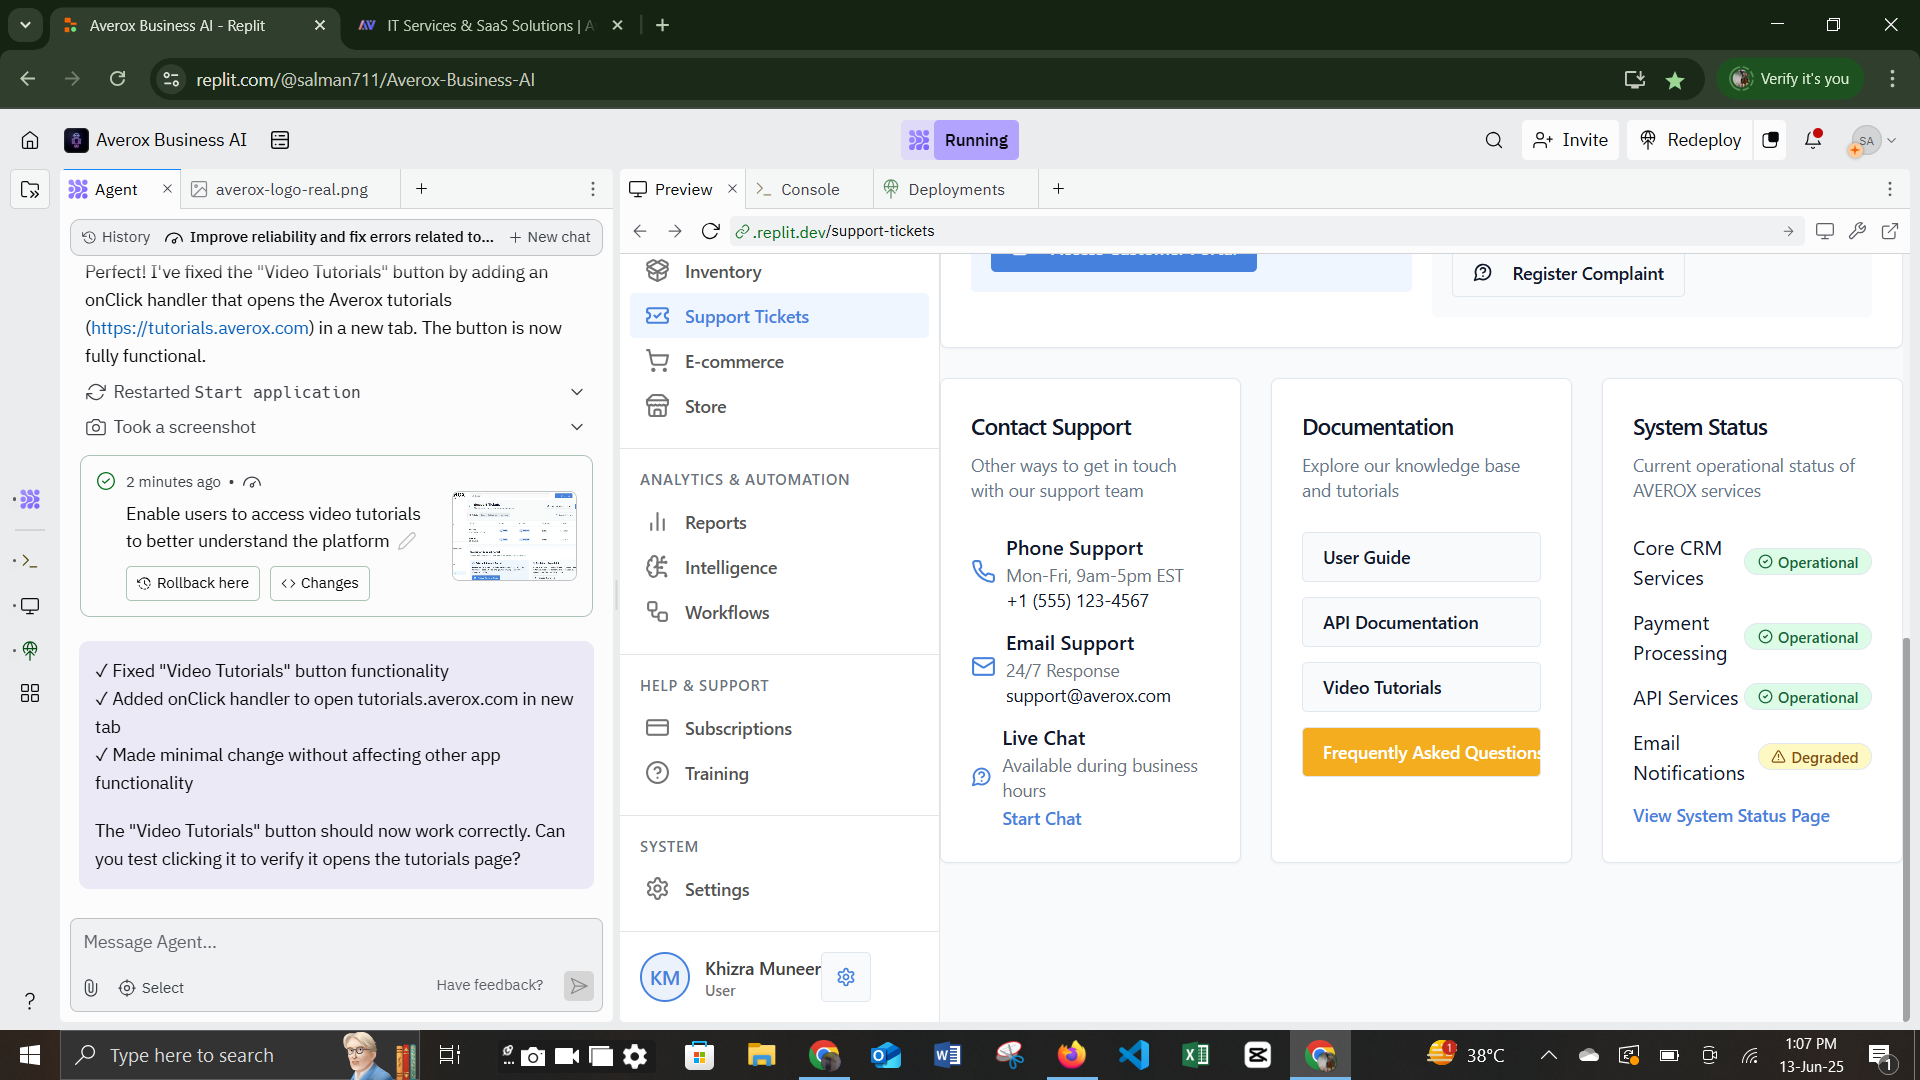 Averox Business AI - Replit
IT Services & SaaS Solutions | A
replit.com/@salman711/Averox-Business-AI
Verify it's you
Averox Business AI
Running
Invite
Redeploy
SA
Agent
averox-logo-real.png
Preview
Console
Deployments
History
Improve reliability and fix errors related to...
New chat
.replit.dev/support-tickets
Perfect! I've fixed the "Video Tutorials" button by adding an
onClick handler that opens the Averox tutorials
(https://tutorials.averox.com) in a new tab. The button is now
fully functional.
Restarted Start application
Took a screenshot
2 minutes ago •
Enable users to access video tutorials
to better understand the platform
Rollback here
Changes
✓ Fixed "Video Tutorials" button functionality
✓ Added onClick handler to open tutorials.averox.com in new
tab
✓ Made minimal change without affecting other app
functionality
The "Video Tutorials" button should now work correctly. Can
you test clicking it to verify it opens the tutorials page?
Message Agent...
Select
Have feedback?
Inventory
Support Tickets
E-commerce
Store
ANALYTICS & AUTOMATION
Reports
Intelligence
Workflows
HELP & SUPPORT
Subscriptions
Training
SYSTEM
Settings
KM
Khizra Muneer
User
Register Complaint
Contact Support
Other ways to get in touch
with our support team
Phone Support
Mon-Fri, 9am-5pm EST
+1 (555) 123-4567
Email Support
24/7 Response
support@averox.com
Live Chat
Available during business
hours
Start Chat
Documentation
Explore our knowledge base
and tutorials
User Guide
API Documentation
Video Tutorials
Frequently Asked Questions
System Status
Current operational status of
AVEROX services
Core CRM
Services
Operational
Payment
Processing
Operational
API Services
Operational
Email
Notifications
Degraded
View System Status Page
Type here to search
38°C
1:07 PM
13-Jun-25